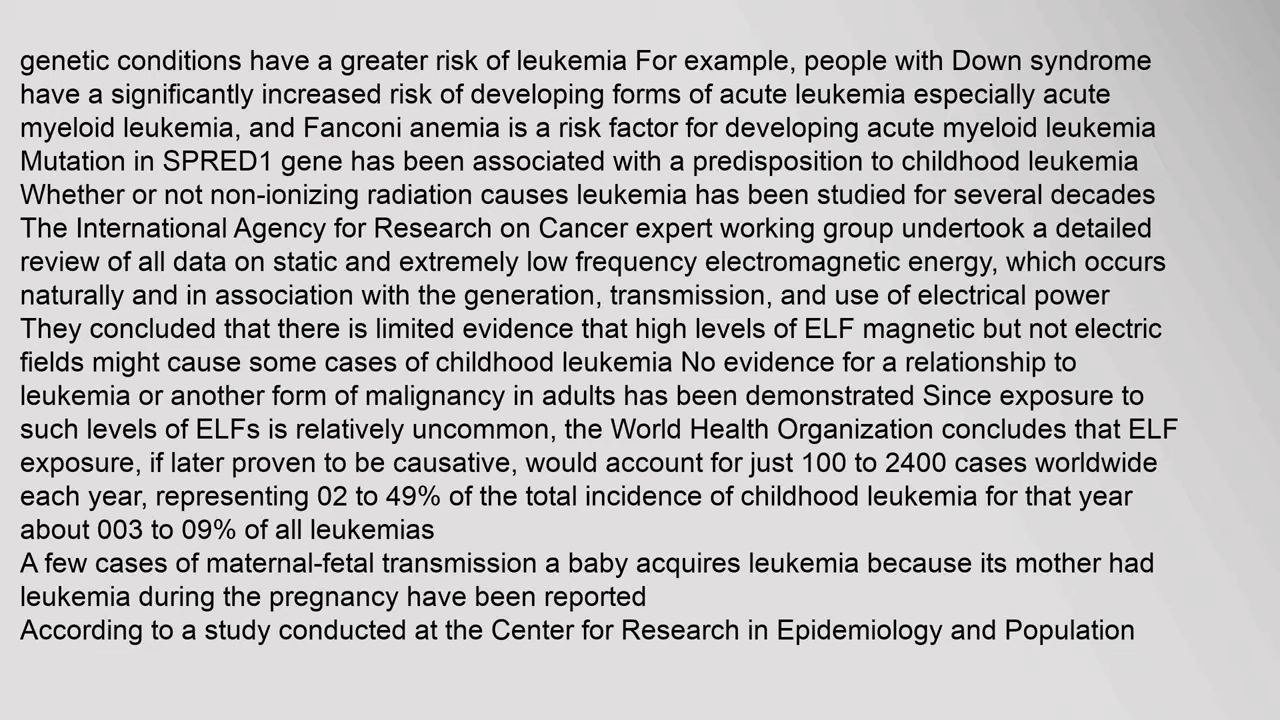 genetic conditions have a greater risk of leukemia For example, people with Down syndrome
have a significantly increased risk of developing forms of acute leukemia especially acute
myeloid leukemia, and Fanconi anemia is a risk factor for developing acute myeloid leukemia
Mutation in SPRED1 gene has been associated with a predisposition to childhood leukemia
Whether or not non-ionizing radiation causes leukemia has been studied for several decades
The International Agency for Research on Cancer expert working group undertook a detailed
review of all data on static and extremely low frequency electromagnetic energy, which occurs
naturally and in association with the generation, transmission, and use of electrical power
They concluded that there is limited evidence that high levels of ELF magnetic but not electric
fields might cause some cases of childhood leukemia No evidence for a relationship to
leukemia or another form of malignancy in adults has been demonstrated Since exposure to
such levels of ELFs is relatively uncommon, the World Health Organization concludes that ELF
exposure, if later proven to be causative, would account for just 100 to 2400 cases worldwide
each year, representing 02 to 49% of the total incidence of childhood leukemia for that year
about 003 to 09% of all leukemias
A few cases of maternal-fetal transmission a baby acquires leukemia because its mother had
leukemia during the pregnancy have been reported
According to a study conducted at the Center for Research in Epidemiology and Population